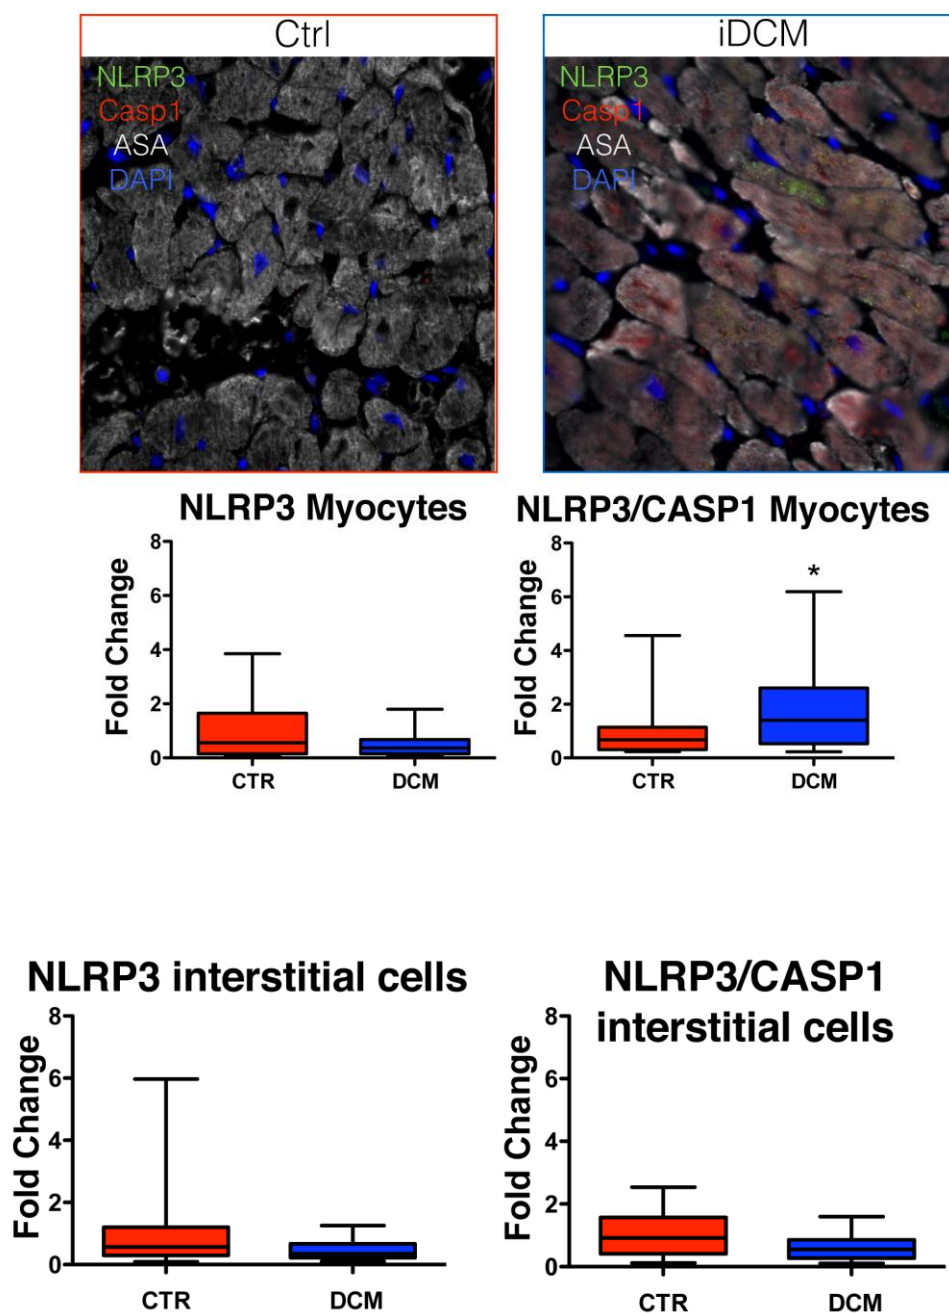 Ctrl
NLRP3
Casp1
ASA
DAPI
iDCM
NLRP3
Casp1
ASA
DAPI
NLRP3 Myocytes
Fold Change
8
6
4
2
0
CTR DCM
NLRP3/CASP1 Myocytes
Fold Change
8
6
4
2
0
*
CTR DCM
NLRP3 interstitial cells
Fold Change
8
6
4
2
0
CTR DCM
NLRP3/CASP1
interstitial cells
Fold Change
8
6
4
2
0
CTR DCM